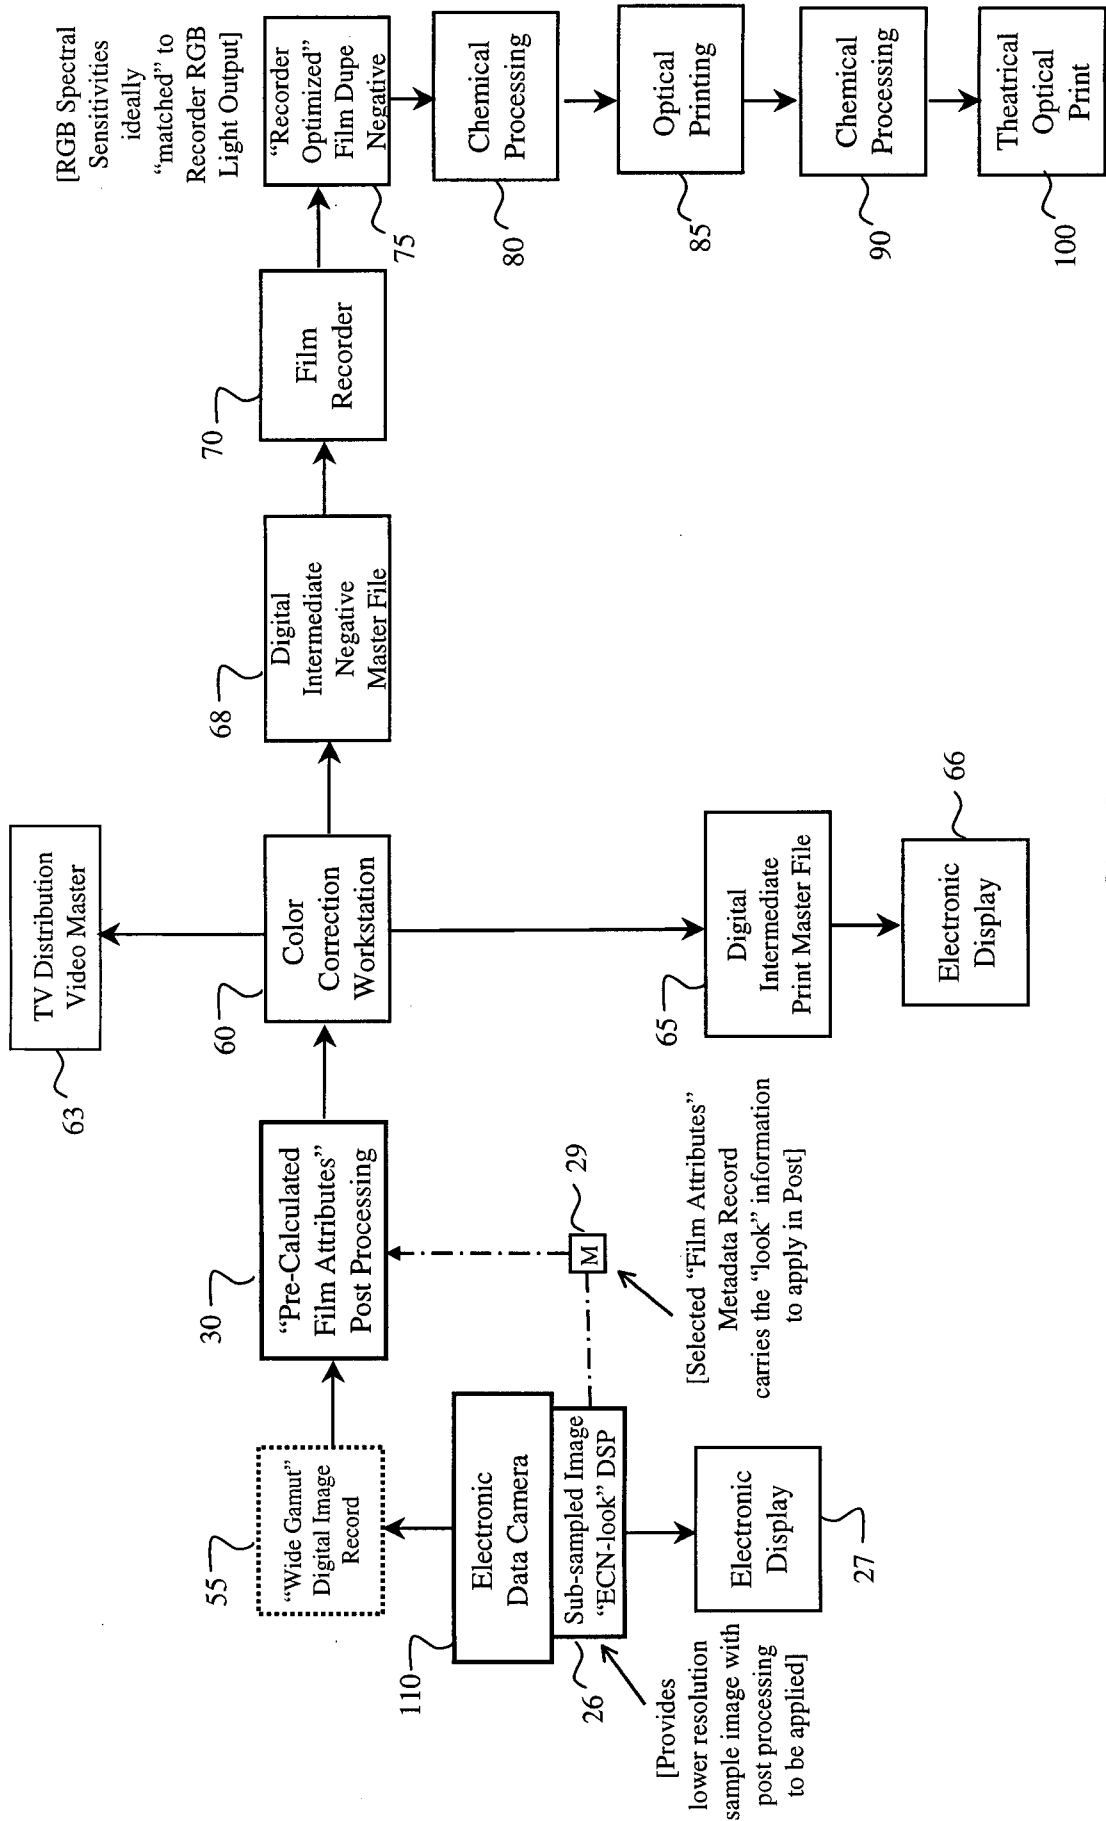 TV Distribution
Video Master
63
[RGB Spectral
Sensitivities
ideally
“matched” to
Recorder RGB
Light Output]
55
“Wide Gamut”
Digital Image
Record
30
“Pre-Calculated
Film Attributes”
Post Processing
60
Color
Correction
Workstation
68
Digital
Intermediate
Negative
Master File
70
Film
Recorder
“Recorder
Optimized”
Film Dupe
Negative
75
110
Electronic
Data Camera
Sub-sampled Image
“ECN-look” DSP
26
[Provides
lower resolution
sample image with
post processing
to be applied]
Electronic
Display
27
M
29
[Selected “Film Attributes”
Metadata Record
carries the “look” information
to apply in Post]
65
Digital
Intermediate
Print Master File
Electronic
Display
66
Chemical
Processing
80
Optical
Printing
85
Chemical
Processing
90
Theatrical
Optical
Print
100